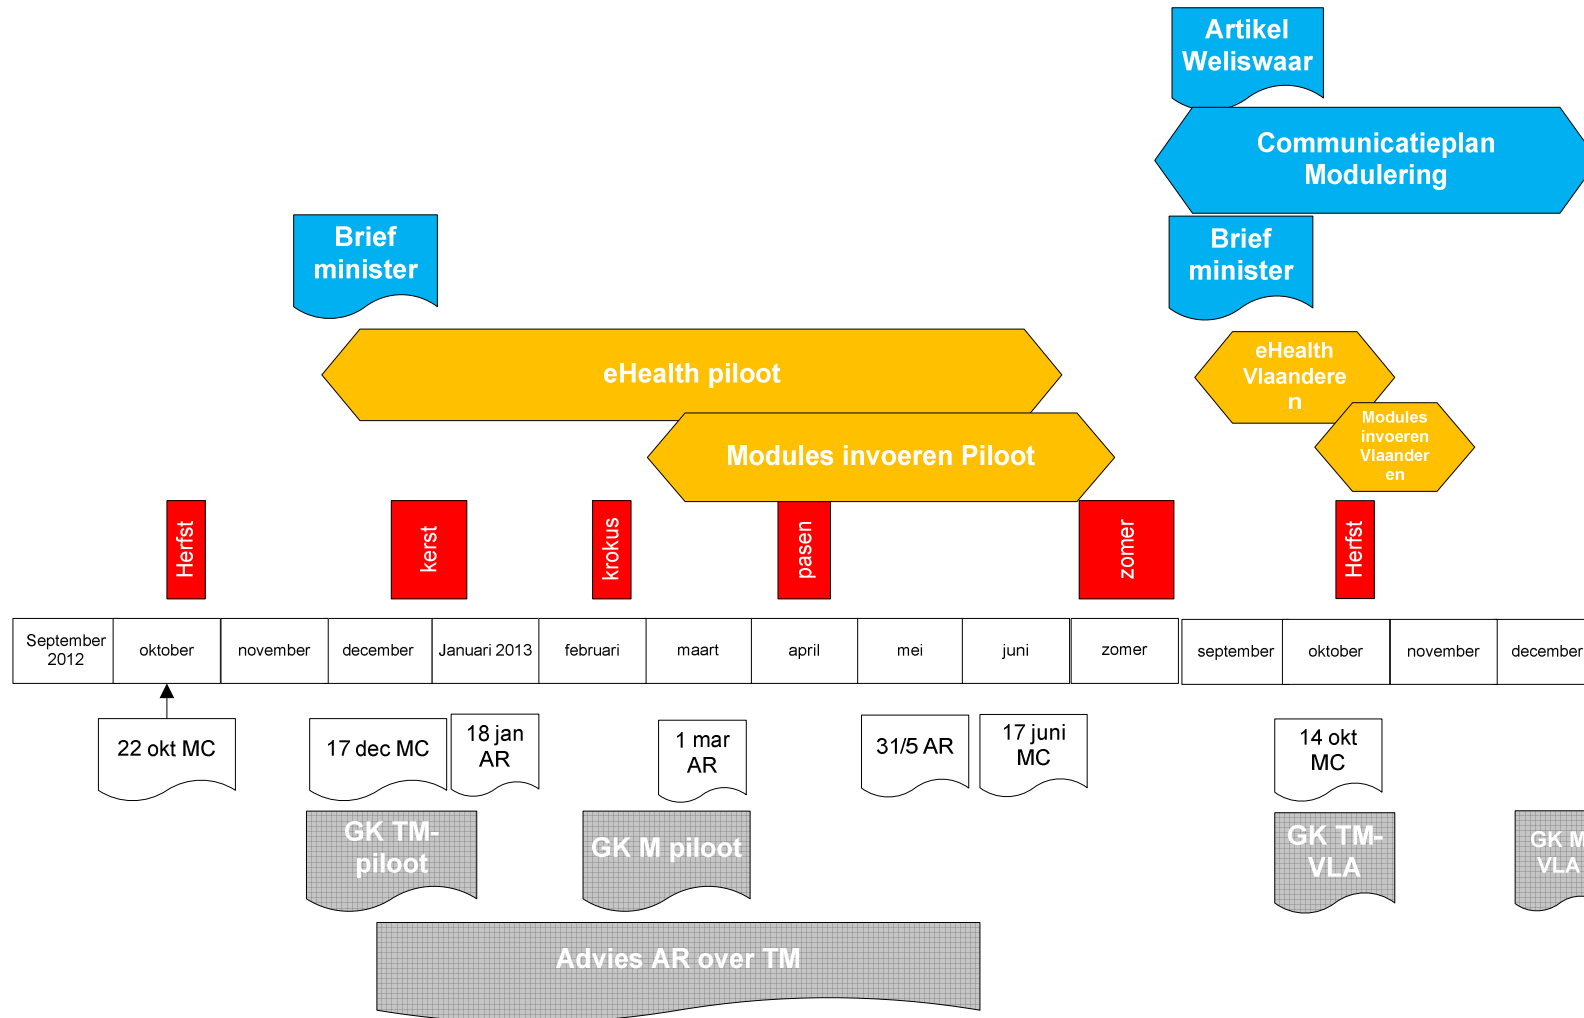 Artikel
Weliswaar
Communicatieplan
Modulering
Brief
minister
Brief
minister
eHealth piloot
eHealth
Vlaandere
n
Modules invoeren Piloot
Modules
invoeren
Vlaander
en
Herfst
kerst
krokus
pasen
zomer
Herfst
September
2012
oktober
november
december
Januari 2013
februari
maart
april
mei
juni
zomer
september
oktober
november
december
22 okt MC
17 dec MC
18 jan
AR
1 mar
AR
31/5 AR
17 juni
MC
14 okt
MC
GK TM-
piloot
GK M piloot
GK TM-
VLA
GK M
VLA
Advies AR over TM